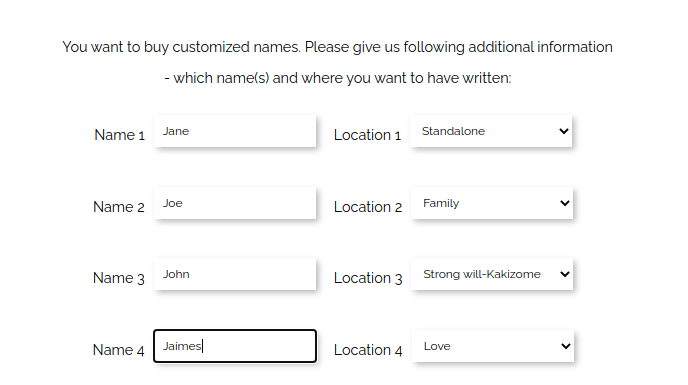 You want to buy customized names. Please give us following additional information
- which name(s) and where you want to have written:
Name 1 Jane Location 1 Standalone
Name 2 Joe Location 2 Family
Name 3 John Location 3 Strong will-Kakizome
Name 4 Jaimes Location 4 Love